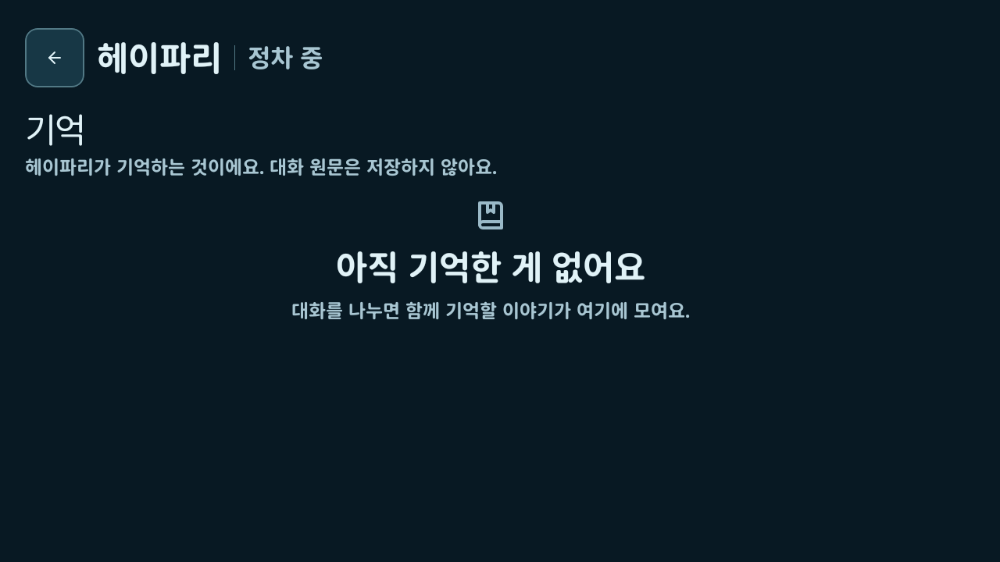 헤이파리
정차 중
기억
헤이파리가 기억하는 것이에요. 대화 원문은 저장하지 않아요.
아직 기억한 게 없어요
대화를 나누면 함께 기억할 이야기가 여기에 모여요.